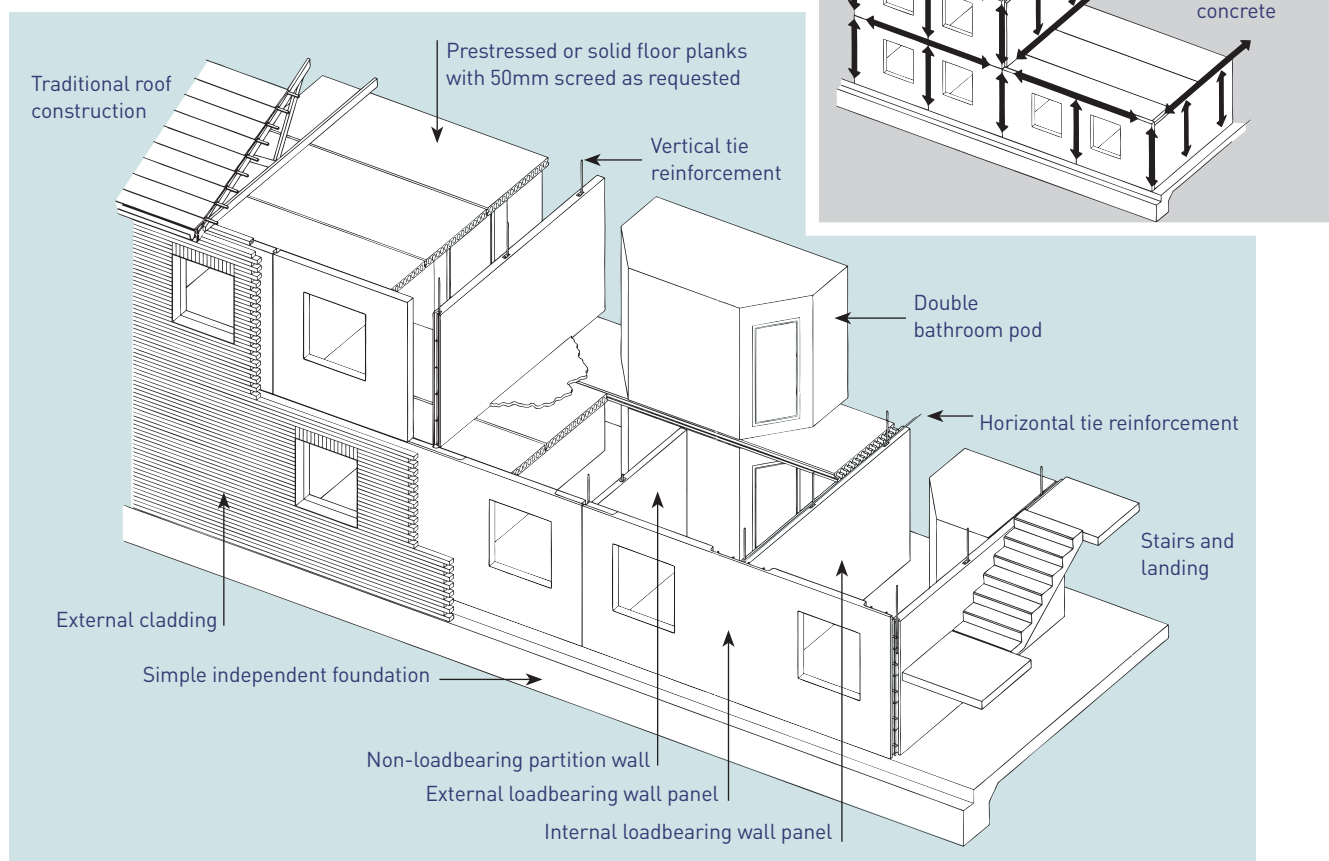 concrete
Prestressed or solid floor planks
with 50mm screed as requested
Traditional roof
construction
Vertical tie
reinforcement
Double
bathroom pod
Horizontal tie reinforcement
Stairs and
landing
External cladding
Simple independent foundation
Non-loadbearing partition wall
External loadbearing wall panel
Internal loadbearing wall panel